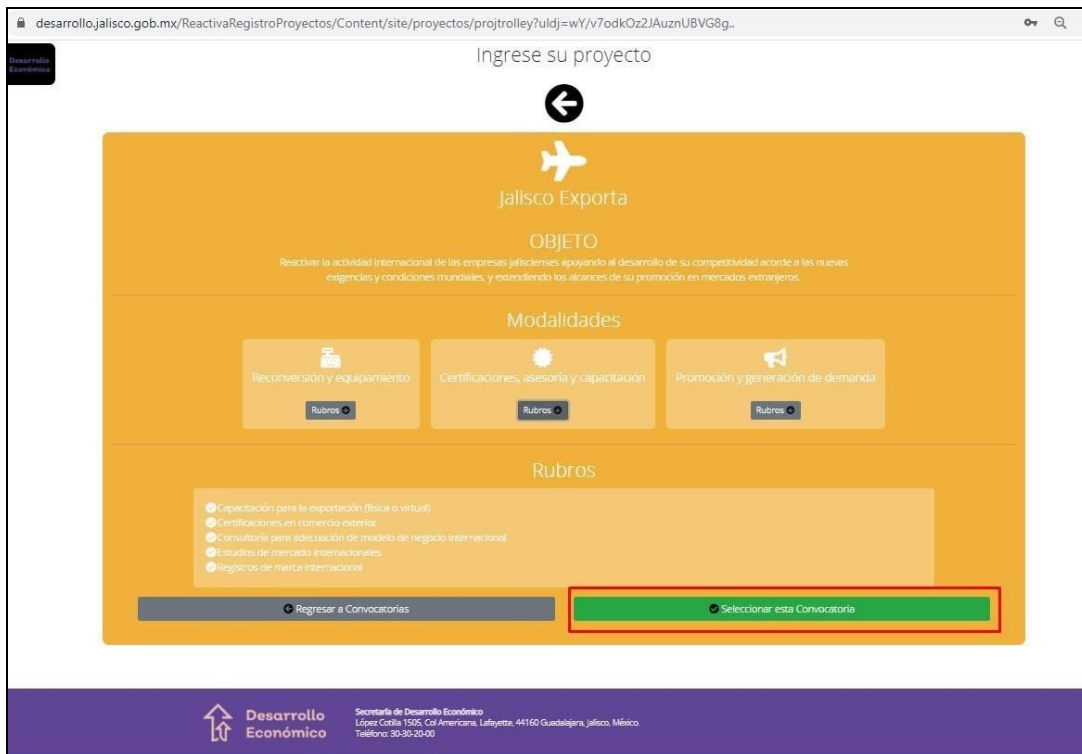 desarrollo.jalisco.gob.mx/ReactivaRegistroProyectos/Content/site/proyectos/projtrolley?uldj=wY/v7odkOz2JAuznUBVG8g..
Desarrollo
Económico
Ingrese su proyecto
Jalisco Exporta
OBJETO
Reactivar la actividad internacional de las empresas jaliscienses apoyando al desarrollo de su competitividad acorde a las nuevas
exigencias y condiciones mundiales, y extendiendo los alcances de su promoción en mercados extranjeros.
Modalidades
Reconversión y equipamiento
Rubros
Certificaciones, asesoría y capacitación
Rubros
Promoción y generación de demanda
Rubros
Rubros
Capacitación para la exportación (física o virtual)
Certificaciones en comercio exterior
Consultoría para adecuación de modelo de negocio internacional
Estudios de mercado internacionales
Registros de marca internacional
Regresar a Convocatorias
Seleccionar esta Convocatoria
Desarrollo
Económico
Secretaría de Desarrollo Económico
López Cotilla 1505, Col Americana, Lafayette, 44160 Guadalajara, Jalisco, México.
Teléfono: 30-30-20-00